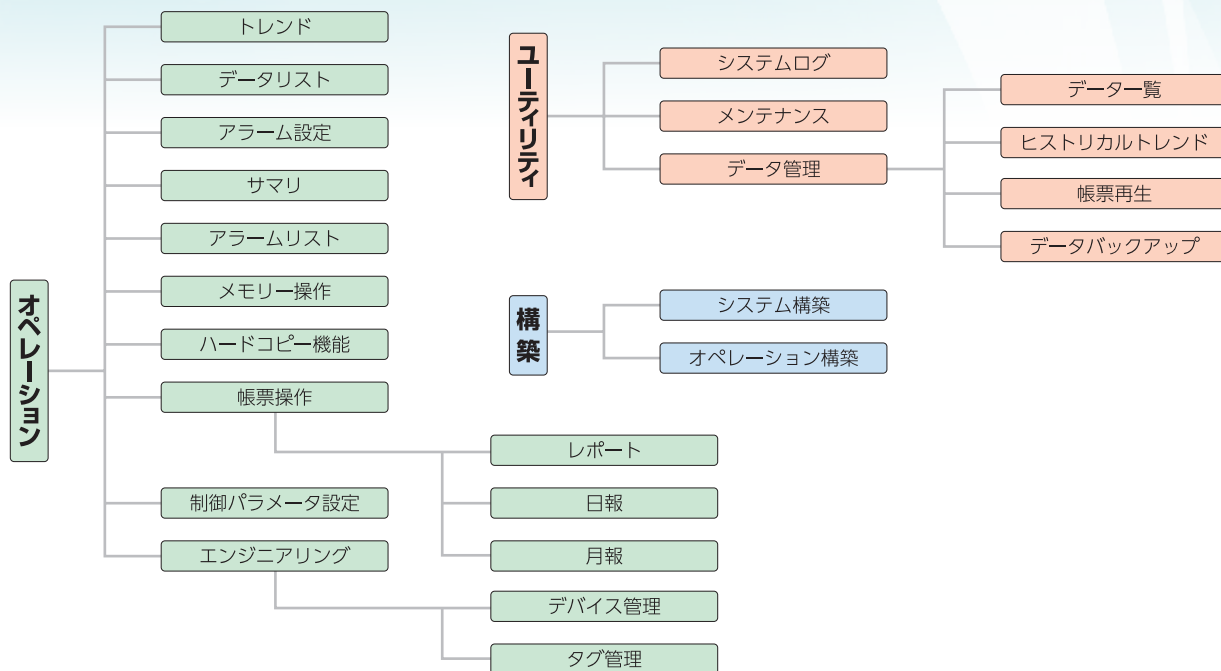 オペレーション
トレンド
データリスト
アラーム設定
サマリ
アラームリスト
メモリー操作
ハードコピー機能
帳票操作
レポート
日報
月報
制御パラメータ設定
エンジニアリング
デバイス管理
タグ管理
ユーティリティ
システムログ
メンテナンス
データ管理
データ一覧
ヒストリカルトレンド
帳票再生
データバックアップ
構築
システム構築
オペレーション構築